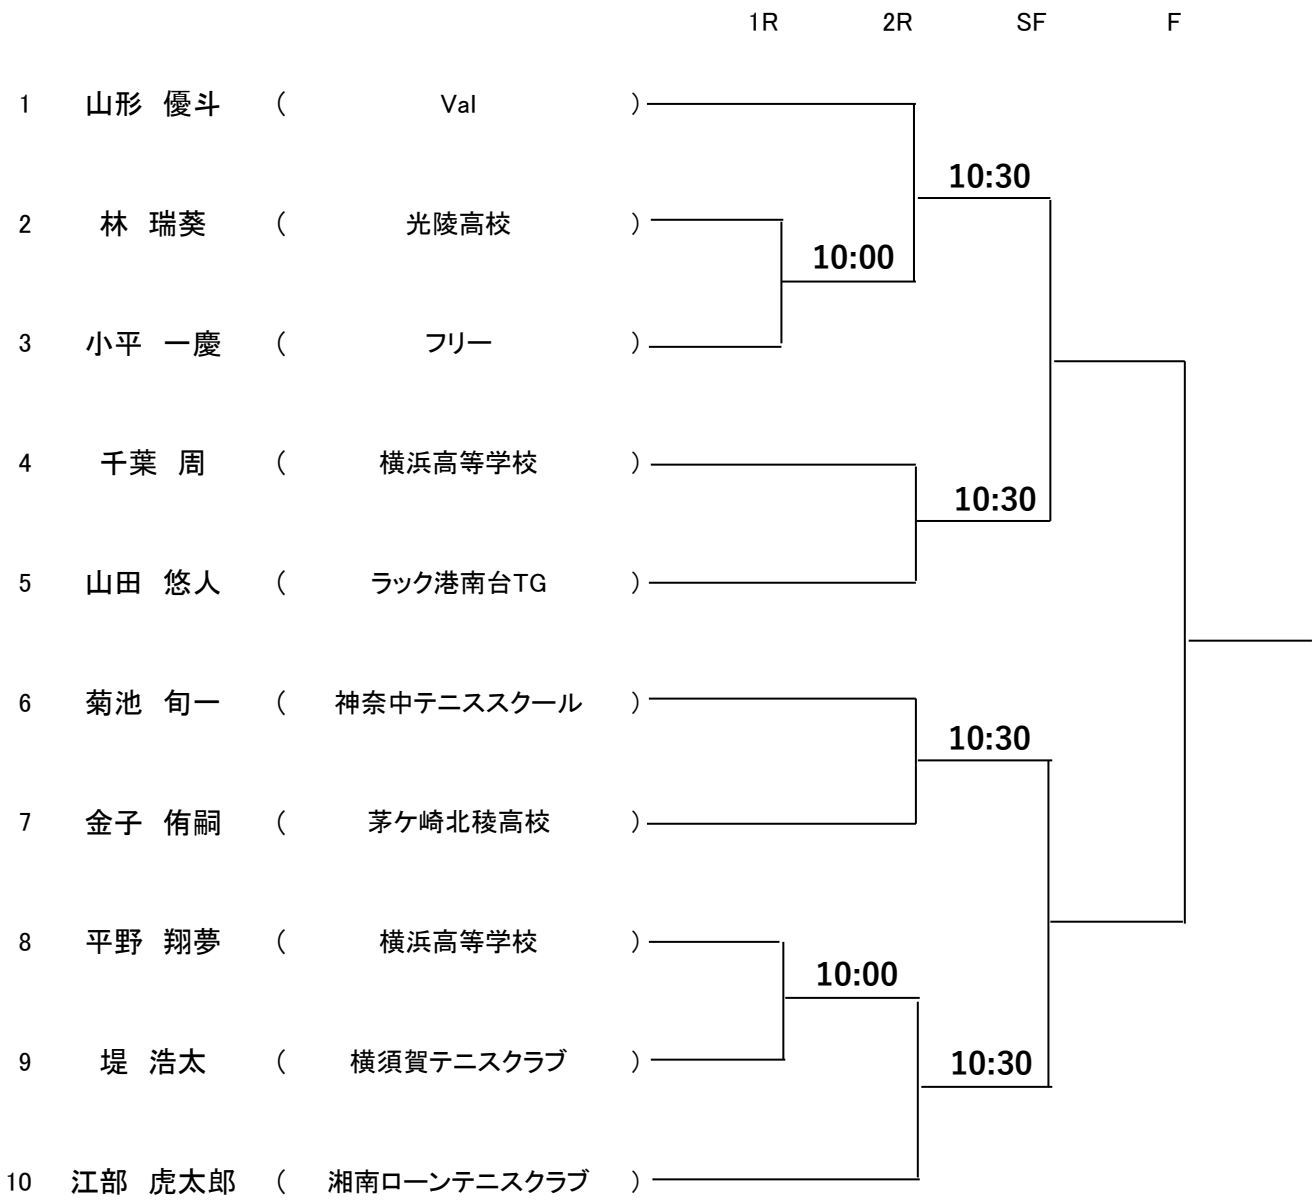 1R 2R SF F
1 山形 優斗 ( Val )
10:30
2 林 瑞葵 ( 光陵高校 )
10:00
3 小平 一慶 ( フリー )
4 千葉 周 ( 横浜高等学校 )
10:30
5 山田 悠人 ( ラック港南台TG )
6 菊池 旬一 ( 神奈中テニススクール )
10:30
7 金子 侑嗣 ( 茅ケ崎北稜高校 )
8 平野 翔夢 ( 横浜高等学校 )
10:00
9 堤 浩太 ( 横須賀テニスクラブ )
10:30
10 江部 虎太郎 ( 湘南ローンテニスクラブ )